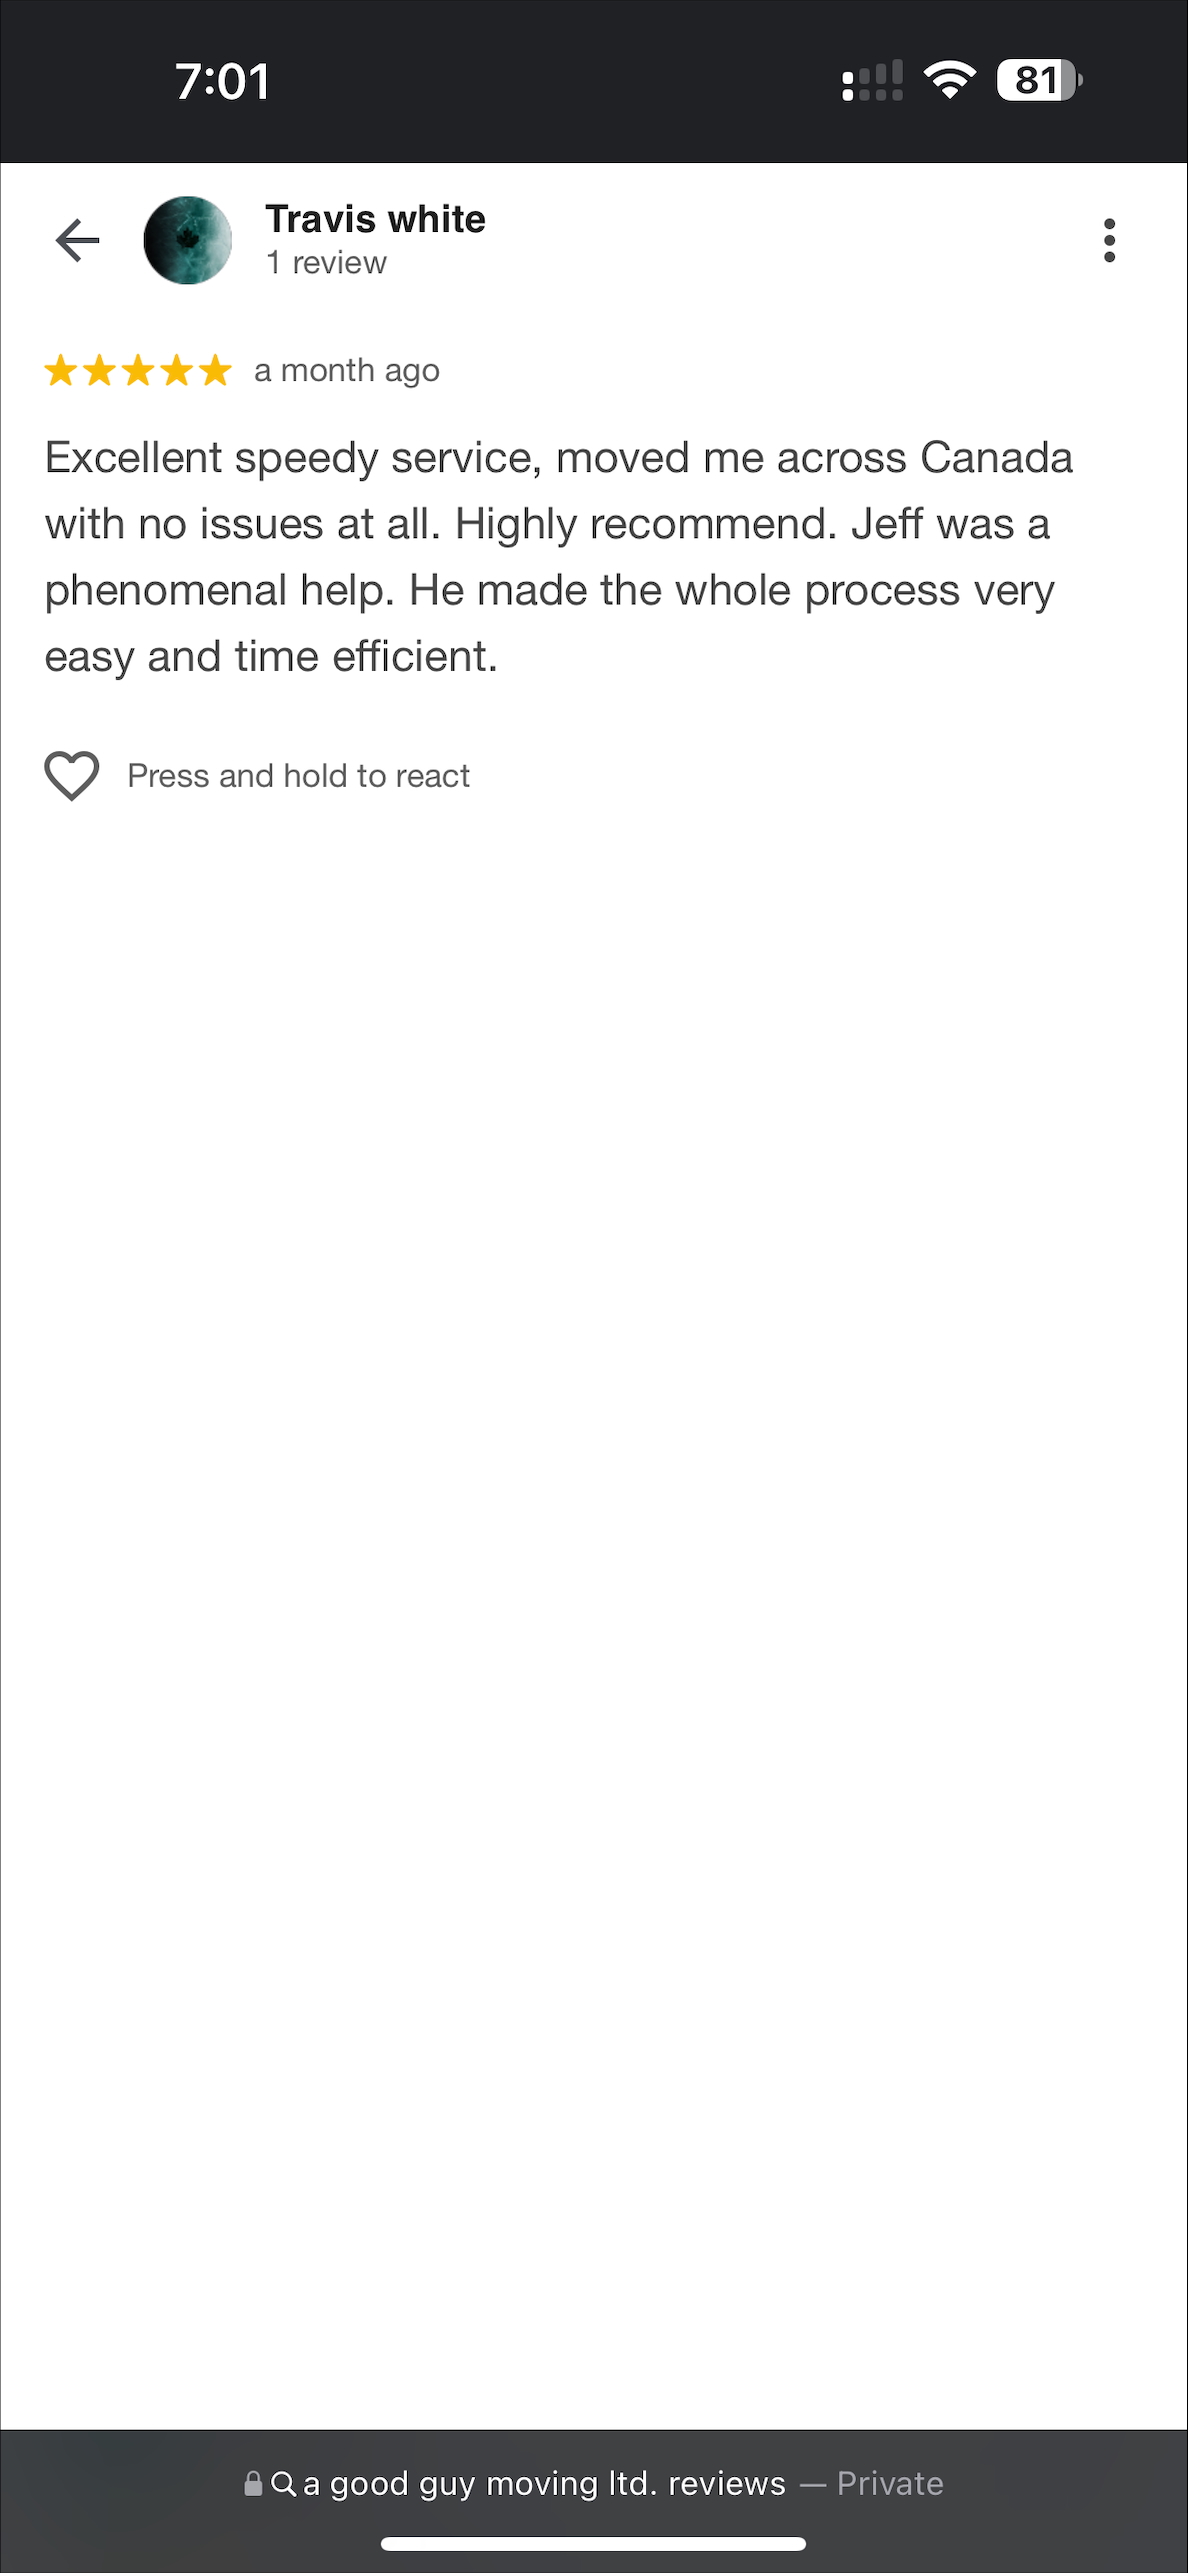 7:01
81
Travis white
1 review
a month ago
Excellent speedy service, moved me across Canada
with no issues at all. Highly recommend. Jeff was a
phenomenal help. He made the whole process very
easy and time efficient.
Press and hold to react
a good guy moving ltd. reviews — Private